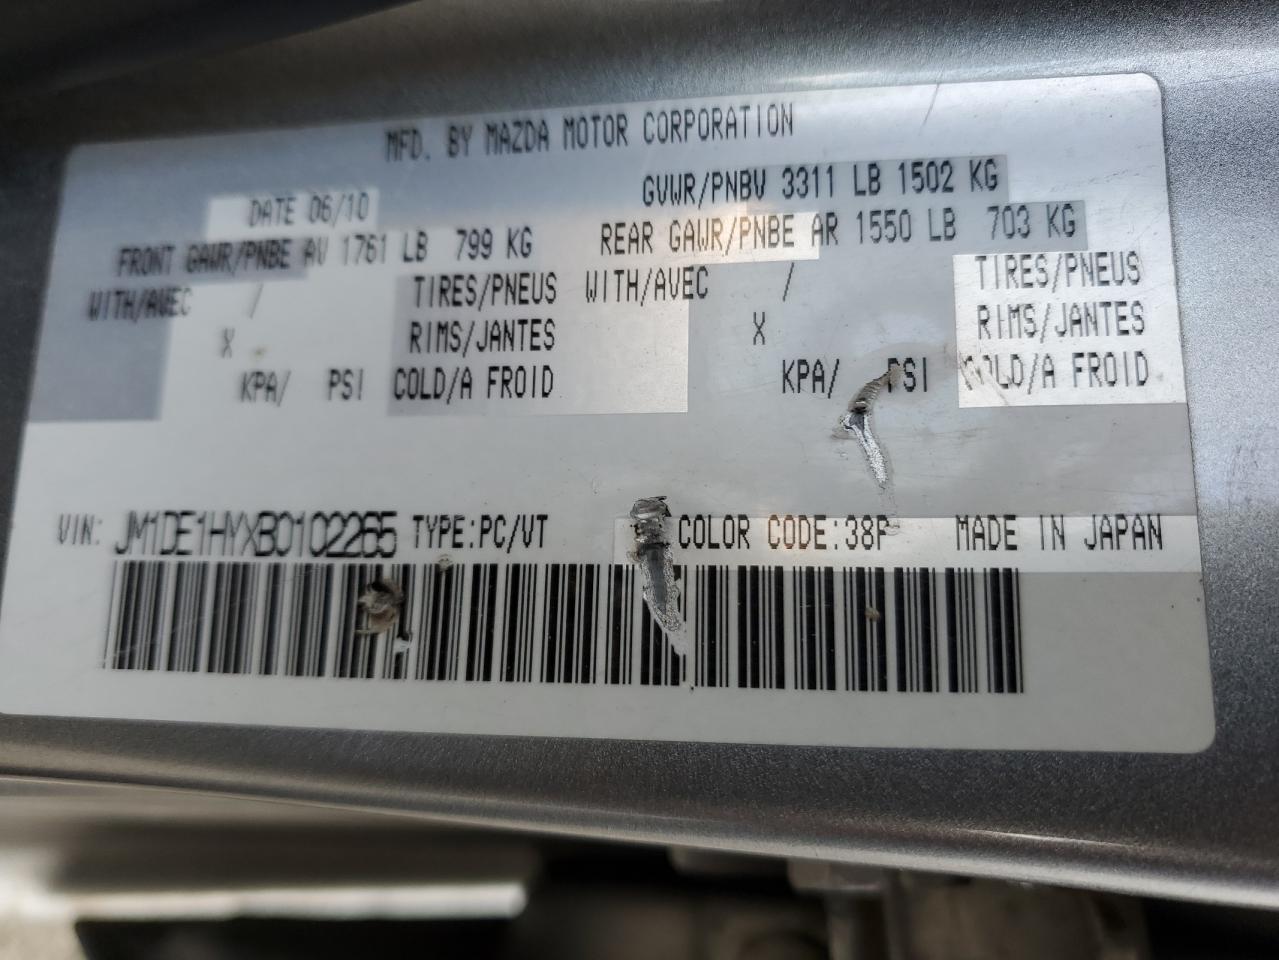 MFD. BY MAZDA MOTOR CORPORATION
DATE 06/10 GVWR/PNBV 3311 LB 1502 KG
FRONT GAWR/PNBE AV 1761 LB 799 KG REAR GAWR/PNBE AR 1550 LB 703 KG
WITH/AVEC / TIRES/PNEUS WITH/AVEC / TIRES/PNEUS
X RIMS/JANTES X RIMS/JANTES
KPA/ PSI COLD/A FROID KPA/ PSI COLD/A FROID
VIN: JM1DE1HYXB0102265 TYPE:PC/VT COLOR CODE:38P MADE IN JAPAN